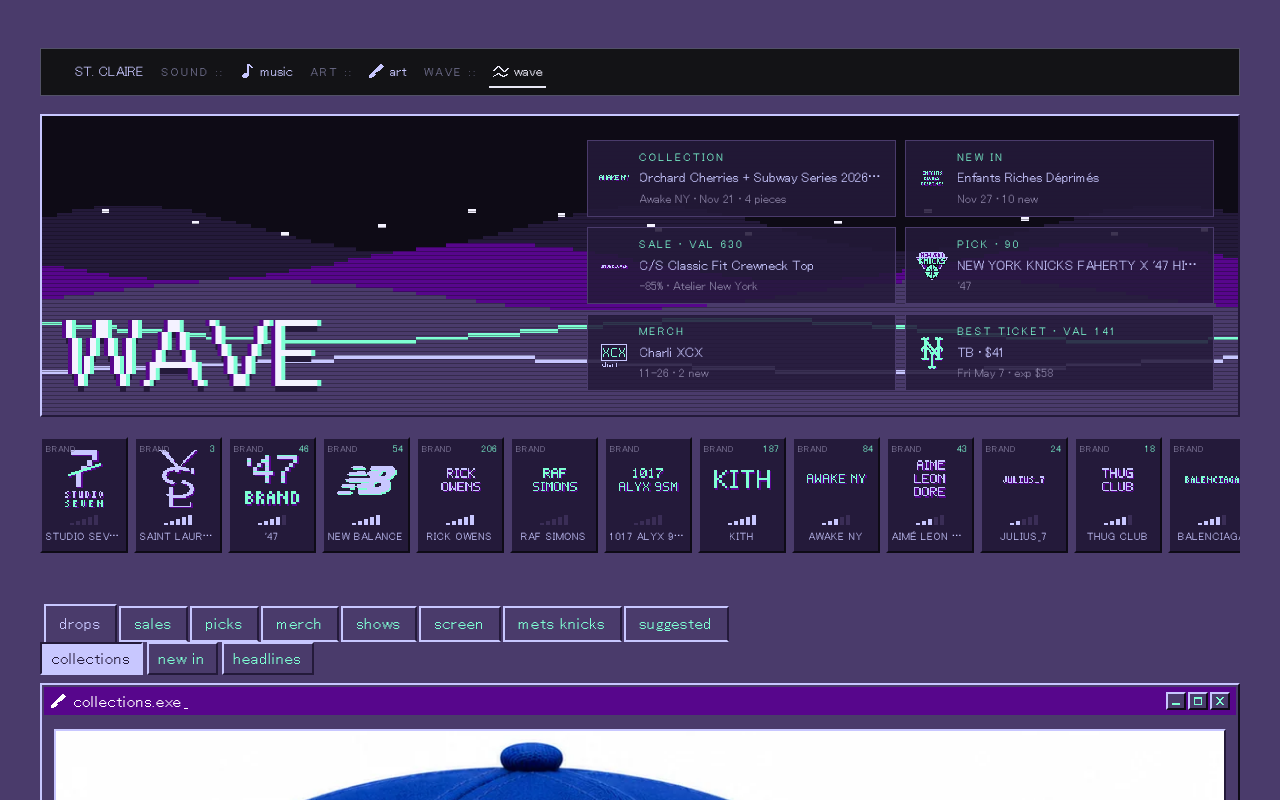 ST. CLAIRE SOUND :: music ART :: art WAVE :: wave
COLLECTION
Orchard Cherries + Subway Series 2026···
Awake NY · Nov 21 · 4 pieces
NEW IN
Enfants Riches Déprimés
Nov 27 · 10 new
SALE · VAL 630
C/S Classic Fit Crewneck Top
-85% · Atelier New York
PICK · 90
NEW YORK KNICKS FAHERTY X '47 HI···
'47
MERCH
Charli XCX
11-26 · 2 new
BEST TICKET · VAL 141
TB · $41
Fri May 7 · exp $58
AWAKE NY
XCX
NY
WAVE
BRAND
7
STUDIO
SEVEN
STUDIO SEV···
BRAND 3
YSL
SAINT LAUR···
BRAND 46
'47
BRAND
'47
BRAND 54
NEW BALANCE
BRAND 206
RICK
OWENS
RICK OWENS
BRAND
RAF
SIMONS
RAF SIMONS
BRAND
1017
ALYX 9SM
1017 ALYX 9···
BRAND 187
KITH
KITH
BRAND 84
AWAKE NY
AWAKE NY
BRAND 43
AIME
LEON
DORE
AIMÉ LEON ···
BRAND 24
JULIUS_7
JULIUS_7
BRAND 18
THUG
CLUB
THUG CLUB
BRAND
BALENCIAGA
BALENCIAGA
drops sales picks merch shows screen mets knicks suggested
collections new in headlines
collections.exe_